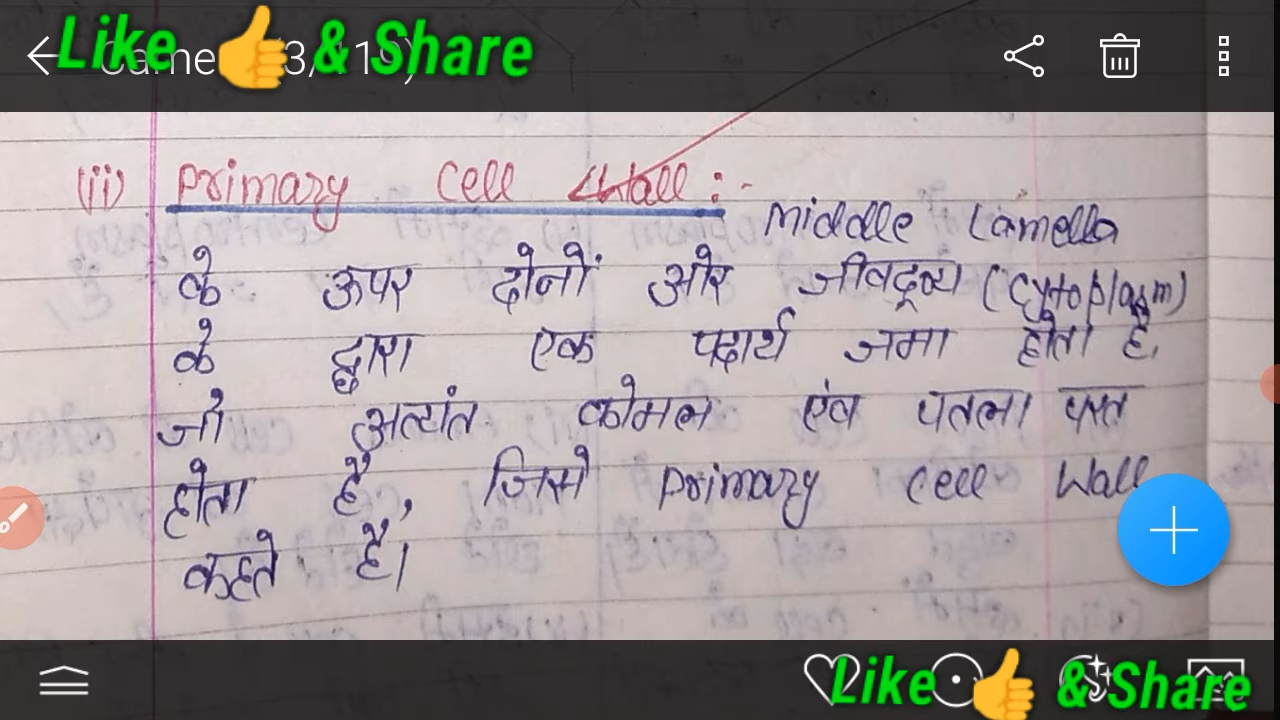 Like 👍 & Share
(ii) Primary Cell Wall :-
Middle Lamella
के ऊपर दोनों ओर जीवद्रव्य (Cytoplasm)
के द्वारा एक पदार्थ जमा होता है,
जो अत्यंत कोमल एंव पतला परत
होता है, जिसे Primary Cell Wall
कहते है।
Like 👍 & Share